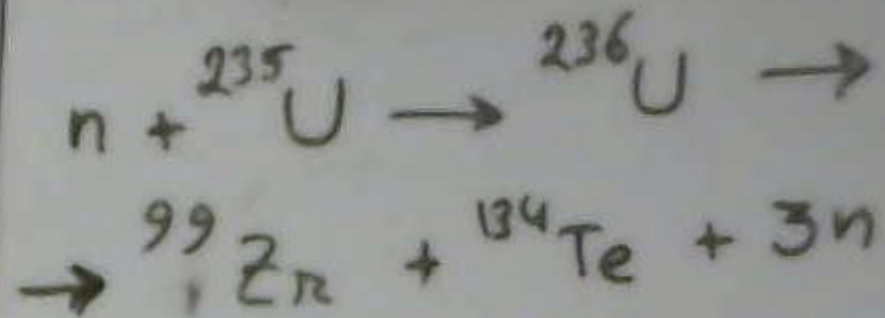 n + ²³⁵U → ²³⁶U →
→ ⁹⁹Zr + ¹³⁴Te + 3n